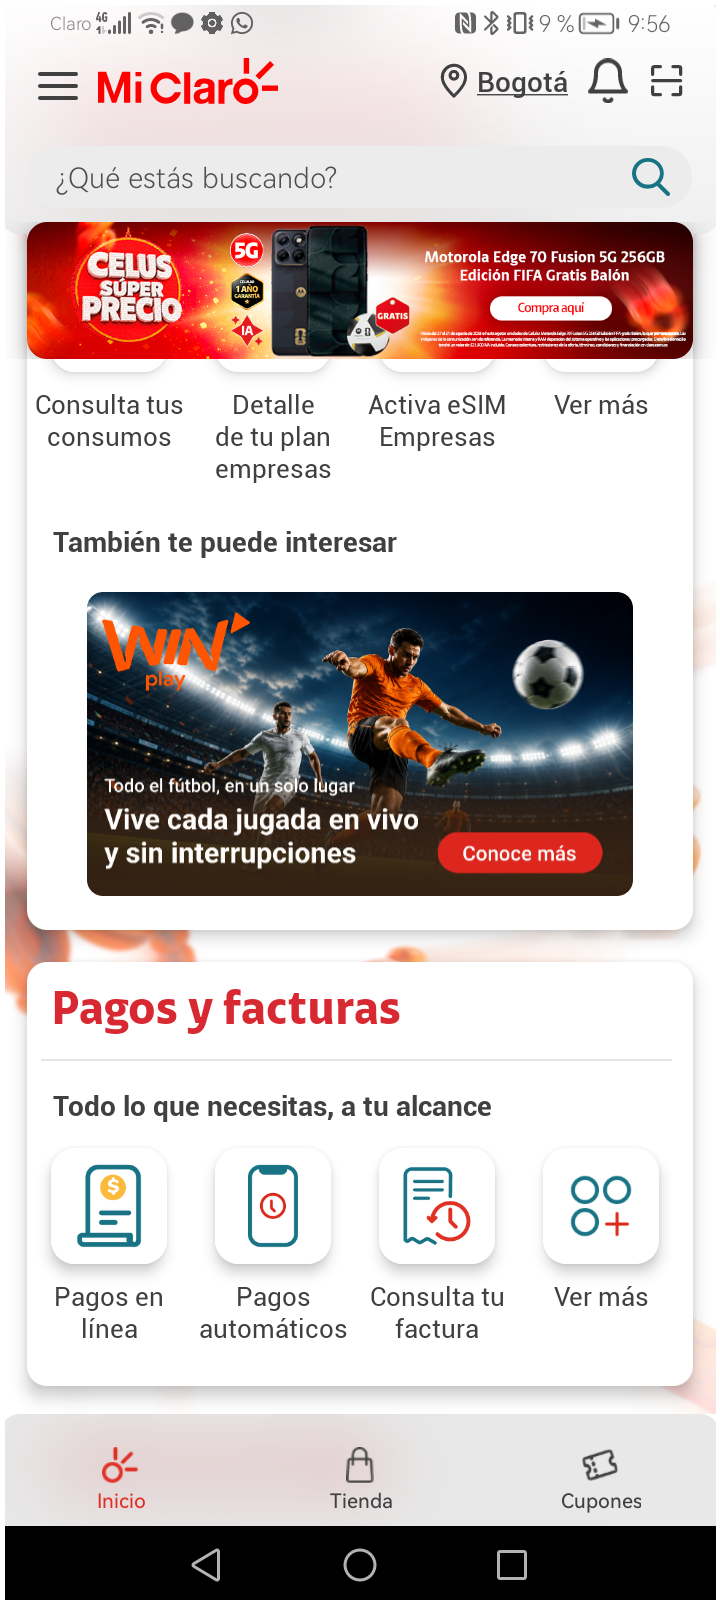 Claro 4G 9 % 9:56
Mi Claro Bogotá
¿Qué estás buscando?
CELUS
SÚPER
PRECIO
5G
1 AÑO
GARANTÍA
IA
GRATIS
Motorola Edge 70 Fusion 5G 256GB
Edición FIFA Gratis Balón
Compra aquí
Consulta tus
consumos
Detalle
de tu plan
empresas
Activa eSIM
Empresas
Ver más
También te puede interesar
WIN
play
Todo el fútbol, en un solo lugar
Vive cada jugada en vivo
y sin interrupciones
Conoce más
Pagos y facturas
Todo lo que necesitas, a tu alcance
Pagos en
línea
Pagos
automáticos
Consulta tu
factura
Ver más
Inicio
Tienda
Cupones